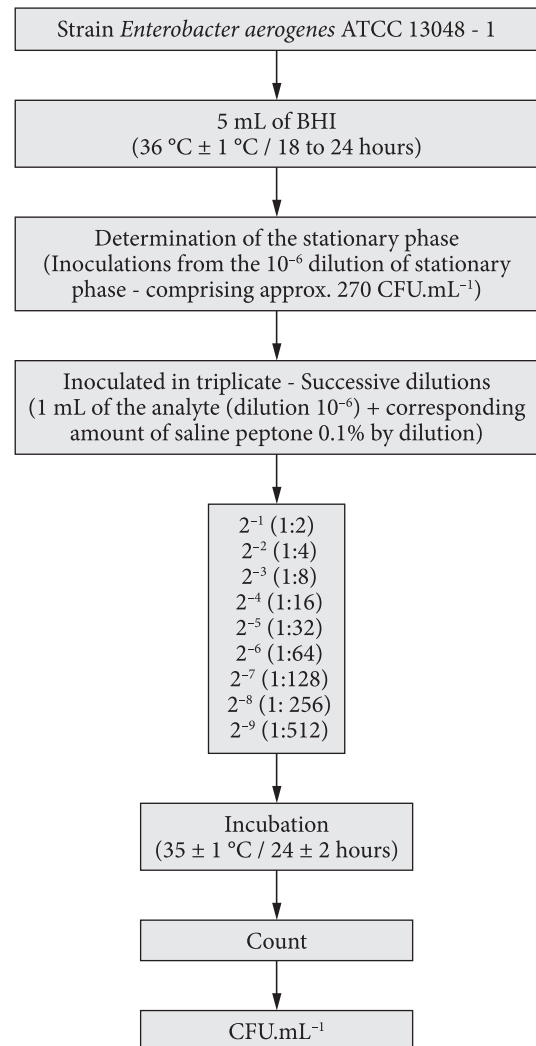 Strain Enterobacter aerogenes ATCC 13048 - 1
5 mL of BHI
(36 °C ± 1 °C / 18 to 24 hours)
Determination of the stationary phase
(Inoculations from the 10⁻⁶ dilution of stationary
phase - comprising approx. 270 CFU.mL⁻¹)
Inoculated in triplicate - Successive dilutions
(1 mL of the analyte (dilution 10⁻⁶) + corresponding
amount of saline peptone 0.1% by dilution)
2⁻¹ (1:2)
2⁻² (1:4)
2⁻³ (1:8)
2⁻⁴ (1:16)
2⁻⁵ (1:32)
2⁻⁶ (1:64)
2⁻⁷ (1:128)
2⁻⁸ (1: 256)
2⁻⁹ (1:512)
Incubation
(35 ± 1 °C / 24 ± 2 hours)
Count
CFU.mL⁻¹